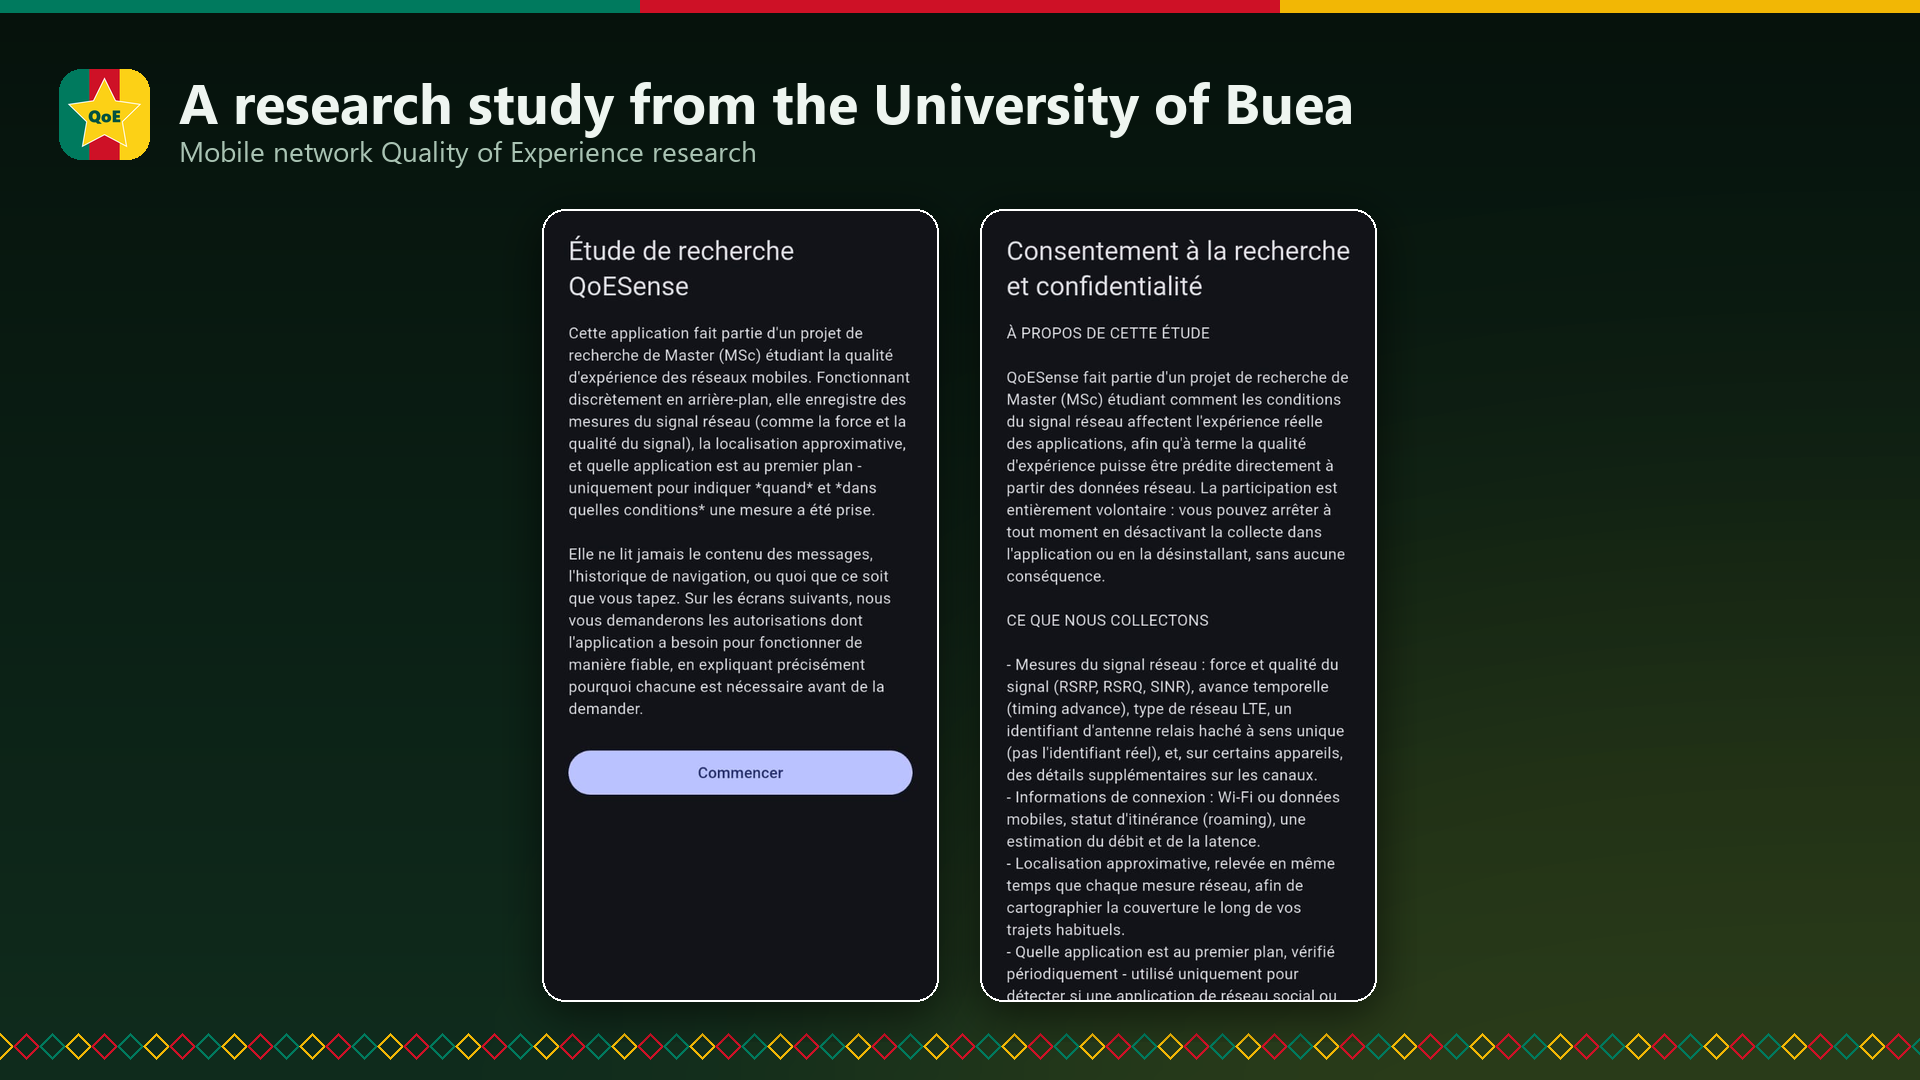 QoE
A research study from the University of Buea
Mobile network Quality of Experience research
Étude de recherche
QoESense
Cette application fait partie d'un projet de
recherche de Master (MSc) étudiant la qualité
d'expérience des réseaux mobiles. Fonctionnant
discrètement en arrière-plan, elle enregistre des
mesures du signal réseau (comme la force et la
qualité du signal), la localisation approximative,
et quelle application est au premier plan -
uniquement pour indiquer *quand* et *dans
quelles conditions* une mesure a été prise.
Elle ne lit jamais le contenu des messages,
l'historique de navigation, ou quoi que ce soit
que vous tapez. Sur les écrans suivants, nous
vous demanderons les autorisations dont
l'application a besoin pour fonctionner de
manière fiable, en expliquant précisément
pourquoi chacune est nécessaire avant de la
demander.
Commencer
Consentement à la recherche
et confidentialité
À PROPOS DE CETTE ÉTUDE
QoESense fait partie d'un projet de recherche de
Master (MSc) étudiant comment les conditions
du signal réseau affectent l'expérience réelle
des applications, afin qu'à terme la qualité
d'expérience puisse être prédite directement à
partir des données réseau. La participation est
entièrement volontaire : vous pouvez arrêter à
tout moment en désactivant la collecte dans
l'application ou en la désinstallant, sans aucune
conséquence.
CE QUE NOUS COLLECTONS
- Mesures du signal réseau : force et qualité du
signal (RSRP, RSRQ, SINR), avance temporelle
(timing advance), type de réseau LTE, un
identifiant d'antenne relais haché à sens unique
(pas l'identifiant réel), et, sur certains appareils,
des détails supplémentaires sur les canaux.
- Informations de connexion : Wi-Fi ou données
mobiles, statut d'itinérance (roaming), une
estimation du débit et de la latence.
- Localisation approximative, relevée en même
temps que chaque mesure réseau, afin de
cartographier la couverture le long de vos
trajets habituels.
- Quelle application est au premier plan, vérifié
périodiquement - utilisé uniquement pour
détecter si une application de réseau social ou